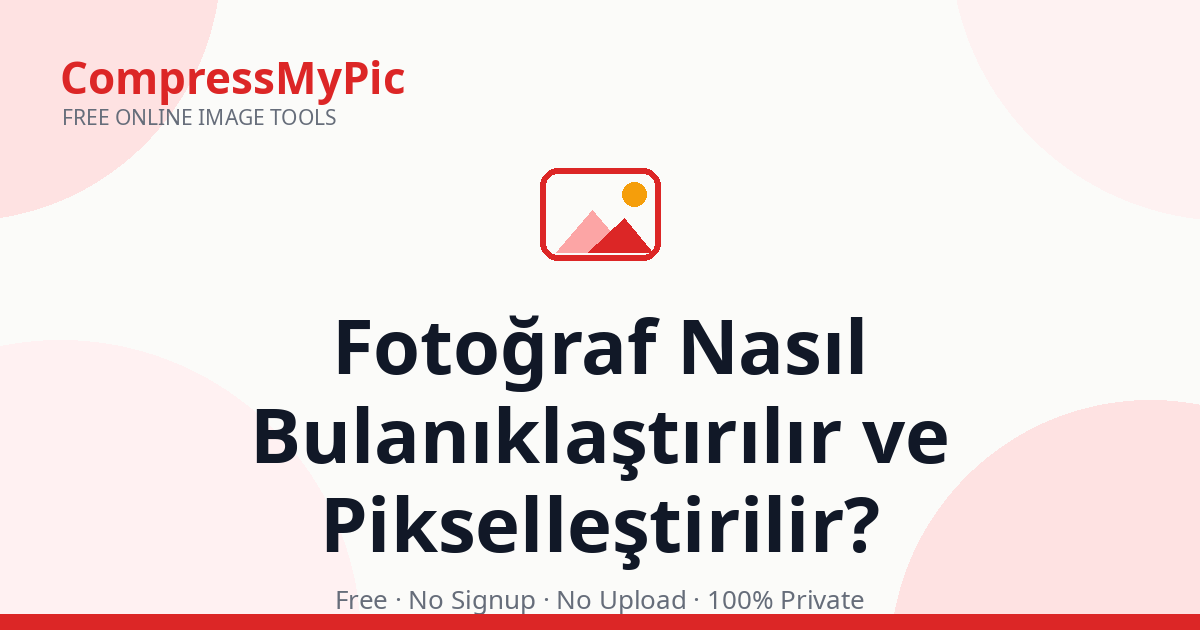 CompressMyPic
FREE ONLINE IMAGE TOOLS
Fotoğraf Nasıl
Bulanıklaştırılır ve
Pikselleştirilir?
Free · No Signup · No Upload · 100% Private